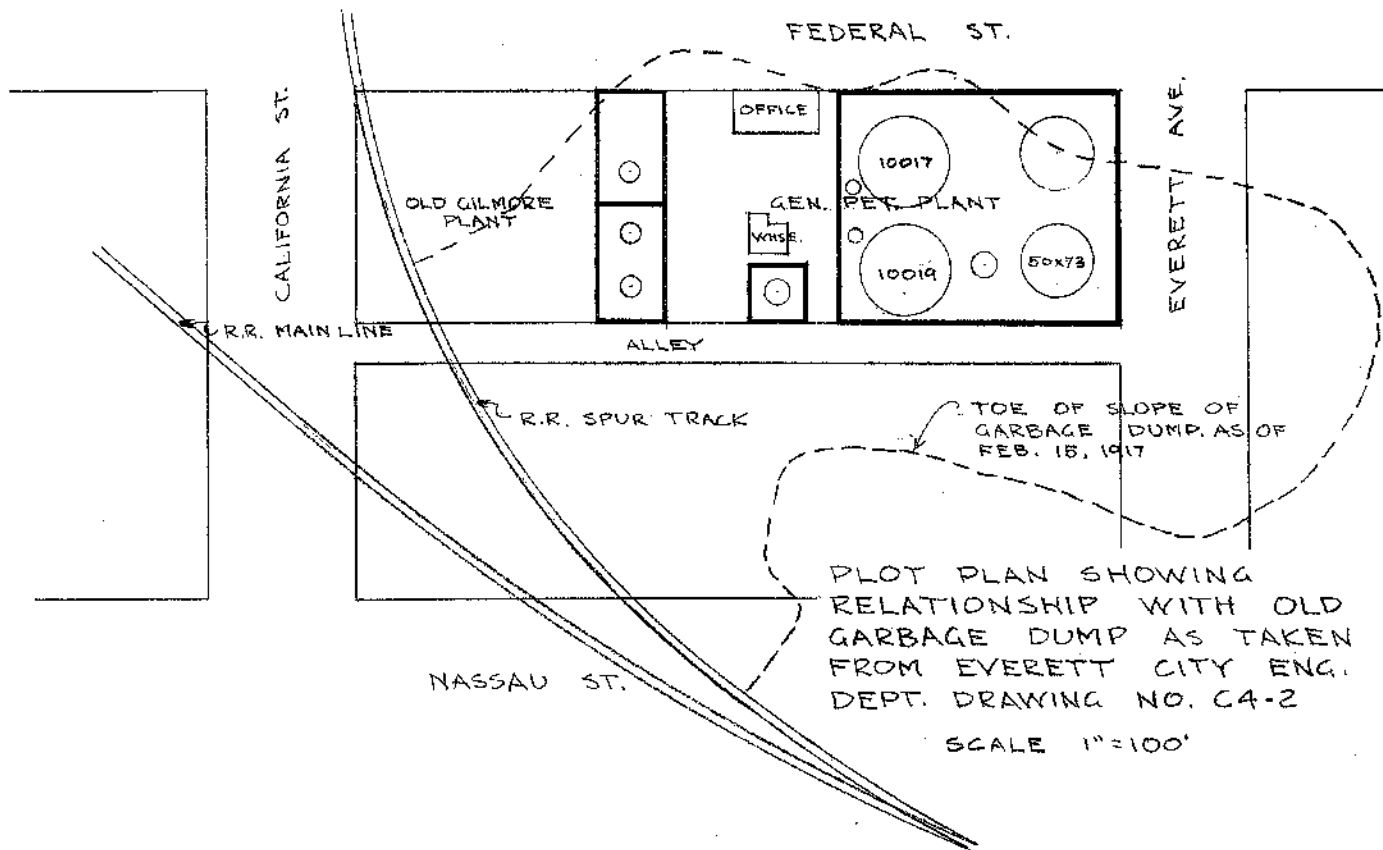 FEDERAL ST.
CALIFORNIA ST.
EVERETT AVE.
OFFICE
10017
OLD GILMORE
PLANT
GEN. PET. PLANT
WHSE.
10019
50x73
R.R. MAIN LINE
ALLEY
R.R. SPUR TRACK
TOE OF SLOPE OF
GARBAGE DUMP. AS OF
FEB. 15, 1917
PLOT PLAN SHOWING
RELATIONSHIP WITH OLD
GARBAGE DUMP AS TAKEN
FROM EVERETT CITY ENG.
DEPT. DRAWING NO. C4-2
NASSAU ST.
SCALE 1"=100'